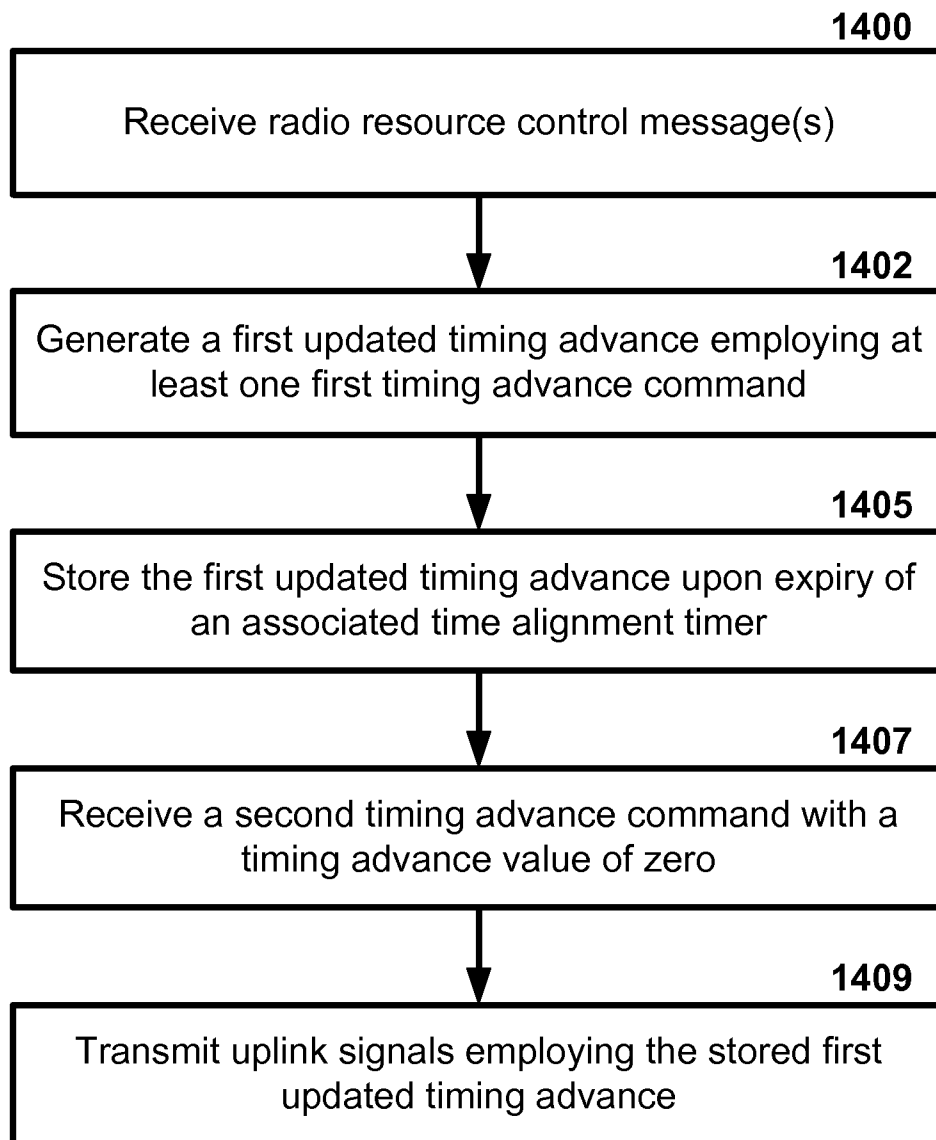 1400
Receive radio resource control message(s)
1402
Generate a first updated timing advance employing at
least one first timing advance command
1405
Store the first updated timing advance upon expiry of
an associated time alignment timer
1407
Receive a second timing advance command with a
timing advance value of zero
1409
Transmit uplink signals employing the stored first
updated timing advance